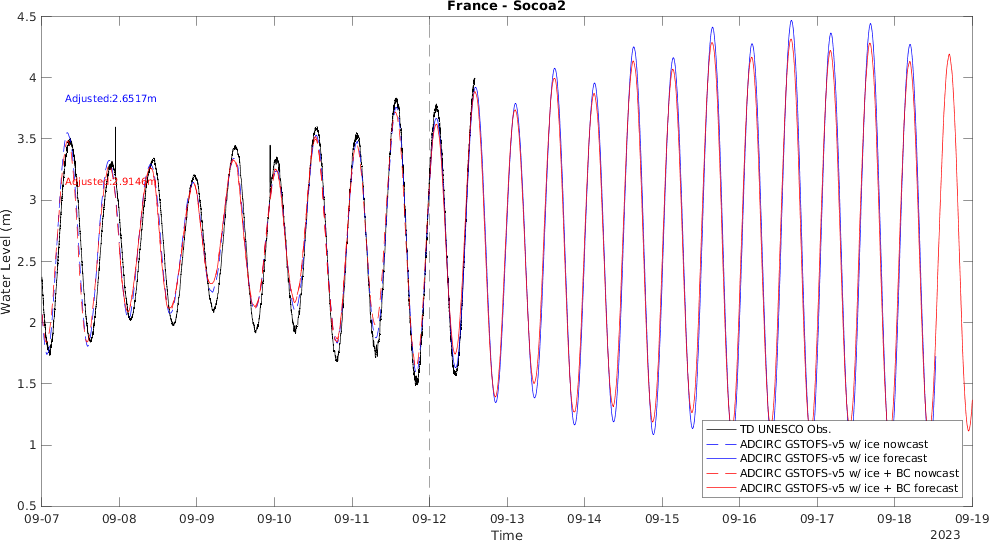 France - Socoa2
4.5
4
3.5
3
2.5
2
1.5
1
0.5
Water Level (m)
Adjusted:2.6517m
Adjusted:2.9146m
TD UNESCO Obs.
ADCIRC GSTOFS-v5 w/ ice nowcast
ADCIRC GSTOFS-v5 w/ ice forecast
ADCIRC GSTOFS-v5 w/ ice + BC nowcast
ADCIRC GSTOFS-v5 w/ ice + BC forecast
09-07 09-08 09-09 09-10 09-11 09-12 09-13 09-14 09-15 09-16 09-17 09-18 09-19
Time
2023